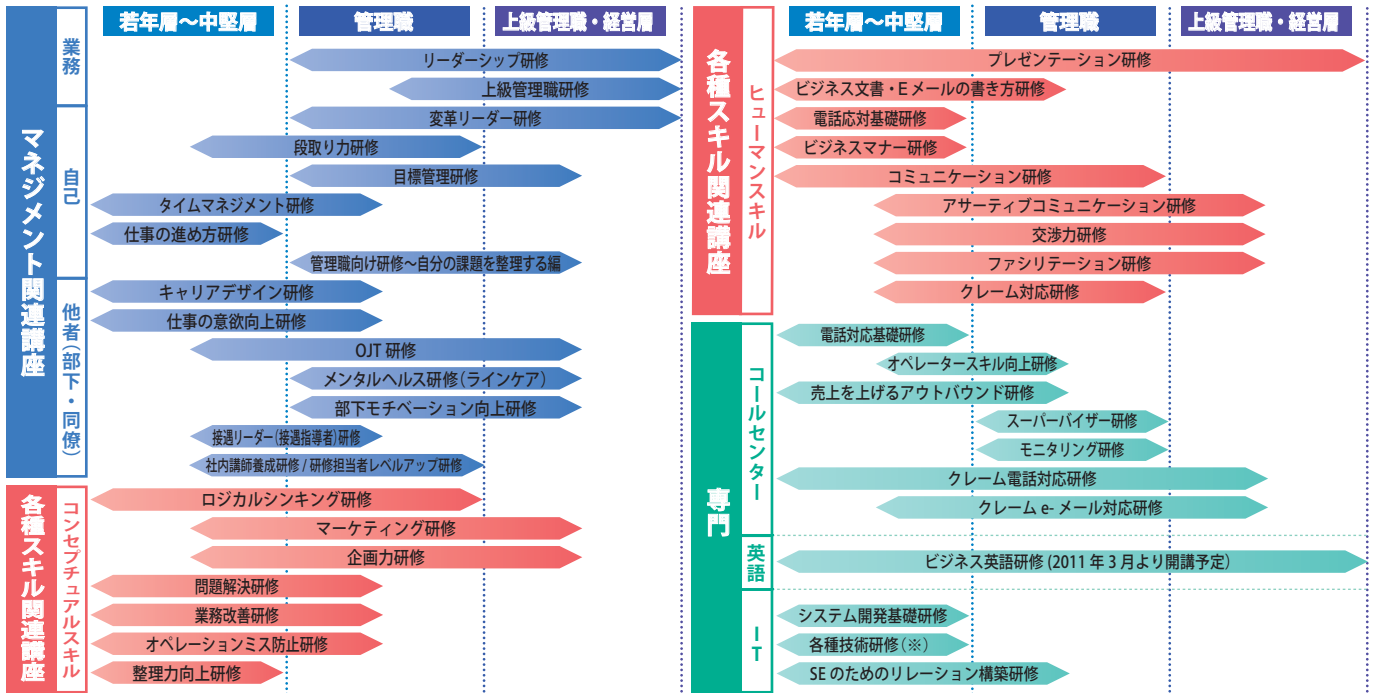 若年層～中堅層
管理職
上級管理職・経営層
マネジメント関連講座
業務
リーダーシップ研修
上級管理職研修
自己
変革リーダー研修
段取り力研修
目標管理研修
タイムマネジメント研修
仕事の進め方研修
管理職向け研修～自分の課題を整理する編
他者（部下・同僚）
キャリアデザイン研修
仕事の意欲向上研修
OJT 研修
メンタルヘルス研修（ラインケア）
部下モチベーション向上研修
接遇リーダー（接遇指導者）研修
社内講師養成研修 / 研修担当者レベルアップ研修
各種スキル関連講座
コンセプチュアルスキル
ロジカルシンキング研修
マーケティング研修
企画力研修
問題解決研修
業務改善研修
オペレーションミス防止研修
整理力向上研修
若年層～中堅層
管理職
上級管理職・経営層
各種スキル関連講座
ヒューマンスキル
プレゼンテーション研修
ビジネス文書・E メールの書き方研修
電話応対基礎研修
ビジネスマナー研修
コミュニケーション研修
アサーティブコミュニケーション研修
交渉力研修
ファシリテーション研修
クレーム対応研修
専門
コールセンター
電話対応基礎研修
オペレータースキル向上研修
売上を上げるアウトバウンド研修
スーパーバイザー研修
モニタリング研修
クレーム電話対応研修
クレーム e- メール対応研修
英語
ビジネス英語研修 (2011 年 3 月より開講予定)
IT
システム開発基礎研修
各種技術研修（※）
SE のためのリレーション構築研修